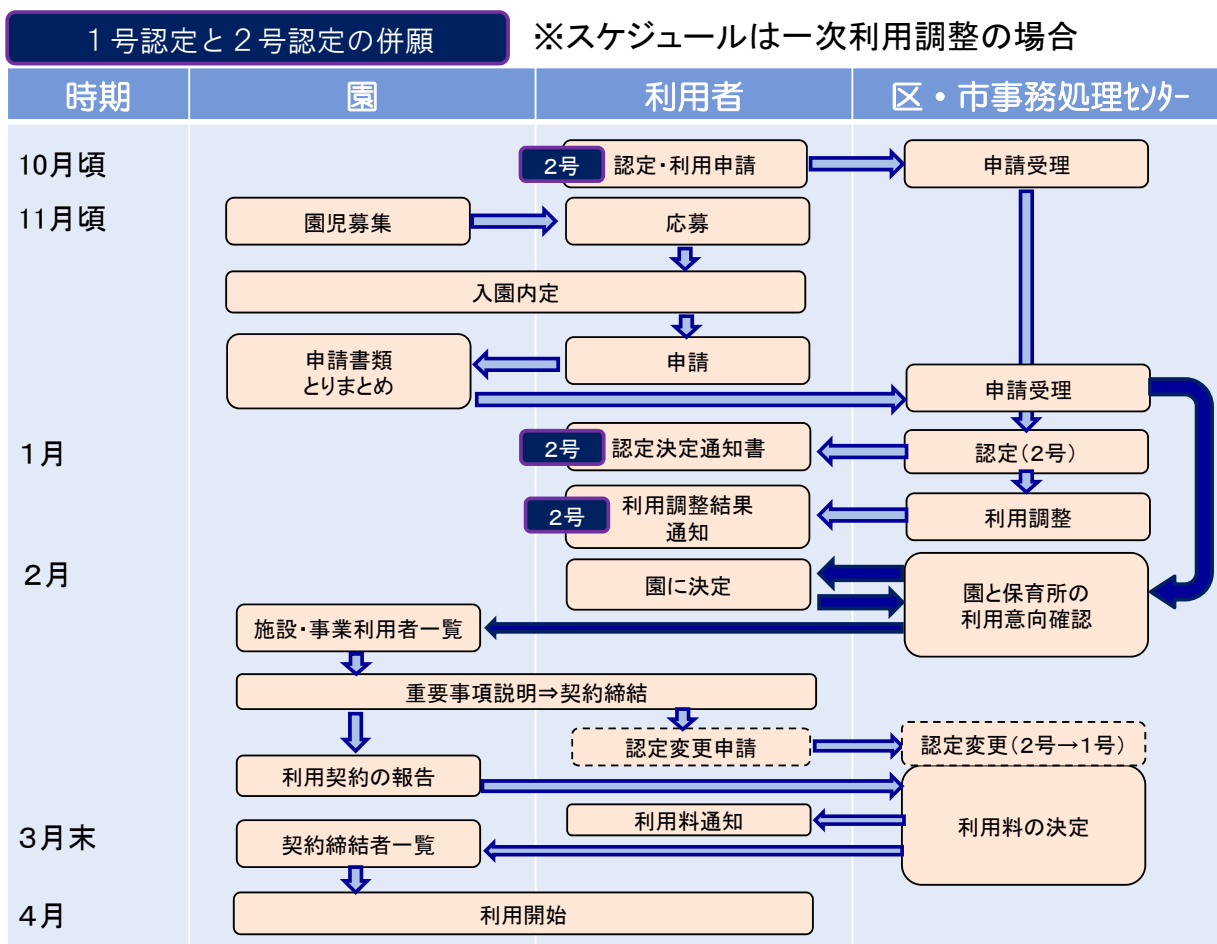 １号認定と２号認定の併願
※スケジュールは一次利用調整の場合
時期
園
利用者
区・市事務処理ｾﾝﾀｰ
10月頃
2号
認定・利用申請
申請受理
11月頃
園児募集
応募
入園内定
申請書類
とりまとめ
申請
申請受理
１月
2号
認定決定通知書
認定（２号）
2号
利用調整結果
通知
利用調整
２月
園に決定
園と保育所の
利用意向確認
施設・事業利用者一覧
重要事項説明⇒契約締結
認定変更申請
認定変更（２号→１号）
利用契約の報告
利用料通知
利用料の決定
３月末
契約締結者一覧
４月
利用開始